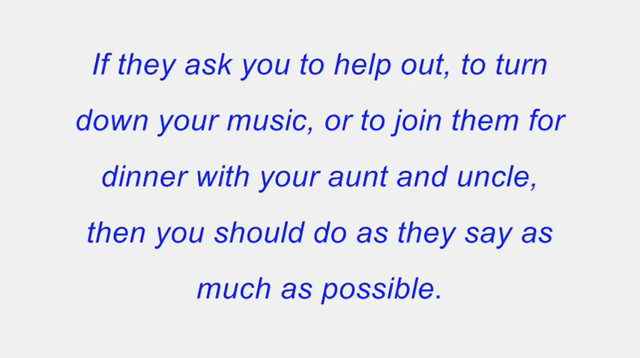 If they ask you to help out, to turn
down your music, or to join them for
dinner with your aunt and uncle,
then you should do as they say as
much as possible.